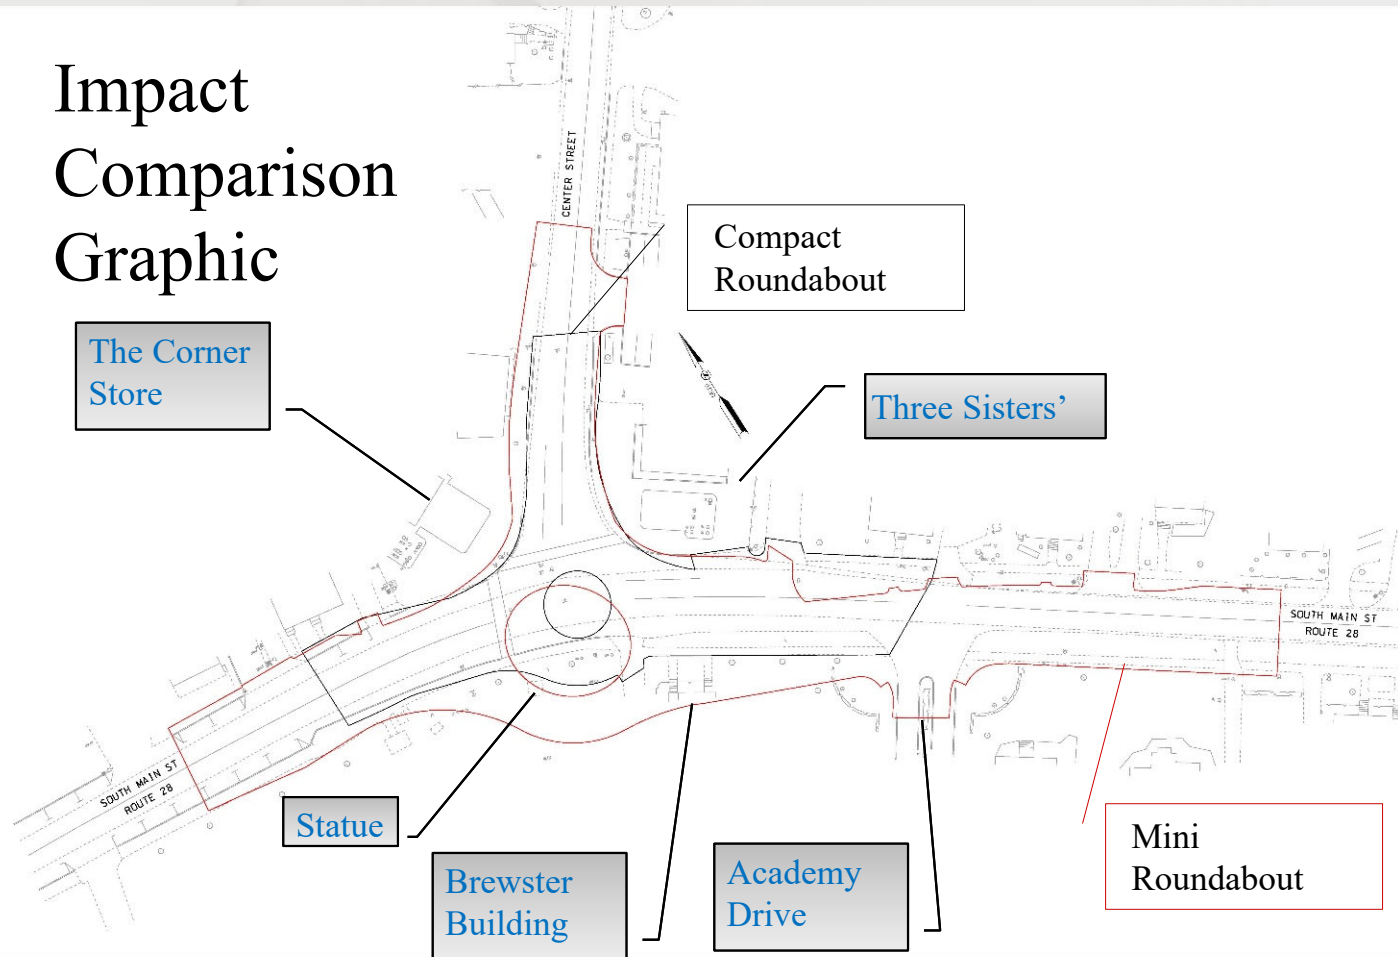 Impact
Comparison
Graphic
CENTER STREET
Compact
Roundabout
The Corner
Store
Three Sisters’
SOUTH MAIN ST
ROUTE 28
SOUTH MAIN ST
ROUTE 28
Statue
Brewster
Building
Academy
Drive
Mini
Roundabout